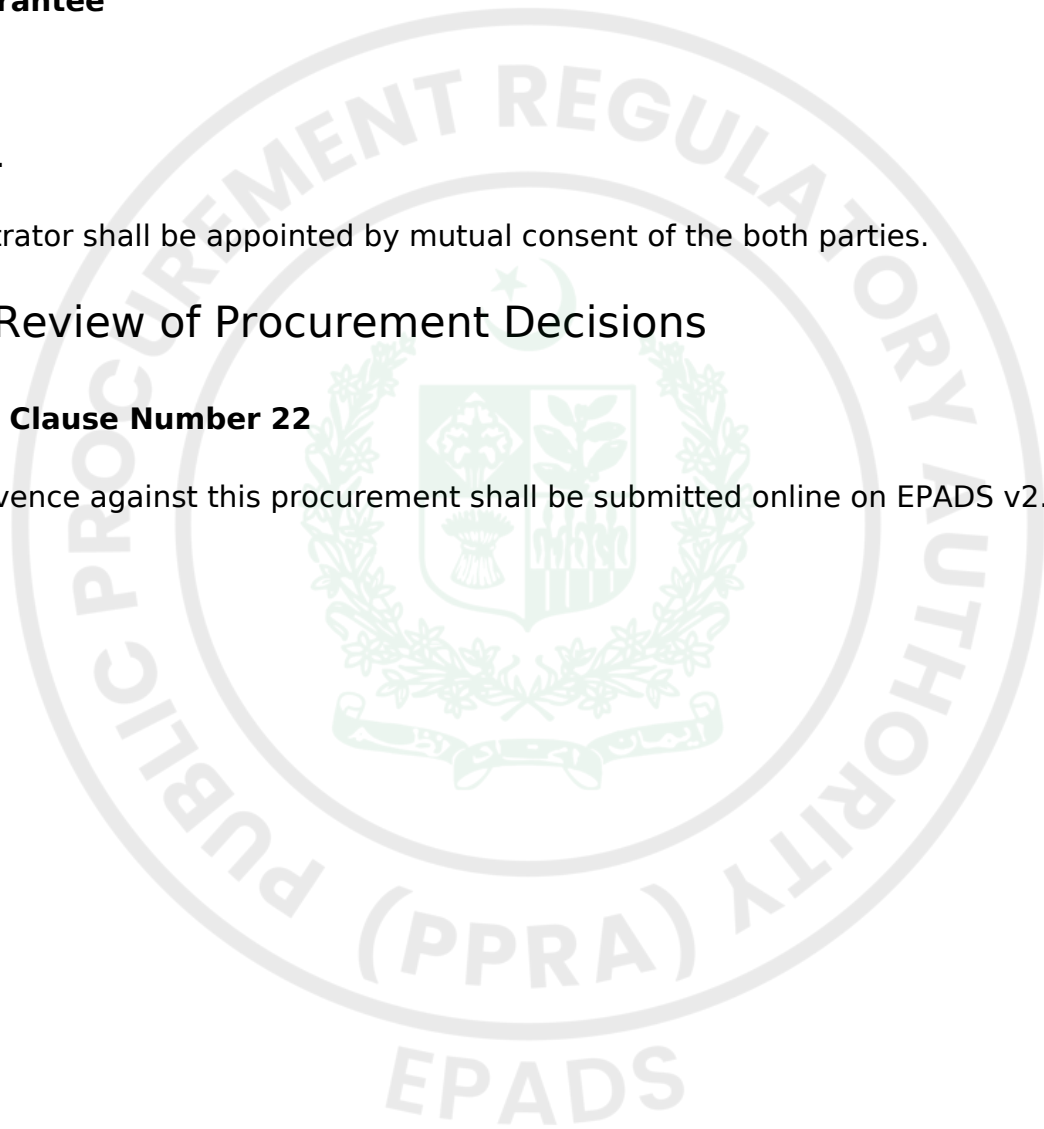 rantee
.
trator shall be appointed by mutual consent of the both parties.
Review of Procurement Decisions
Clause Number 22
vence against this procurement shall be submitted online on EPADS v2.
PUBLIC PROCUREMENT REGULATORY AUTHORITY
(PPRA)
EPADS